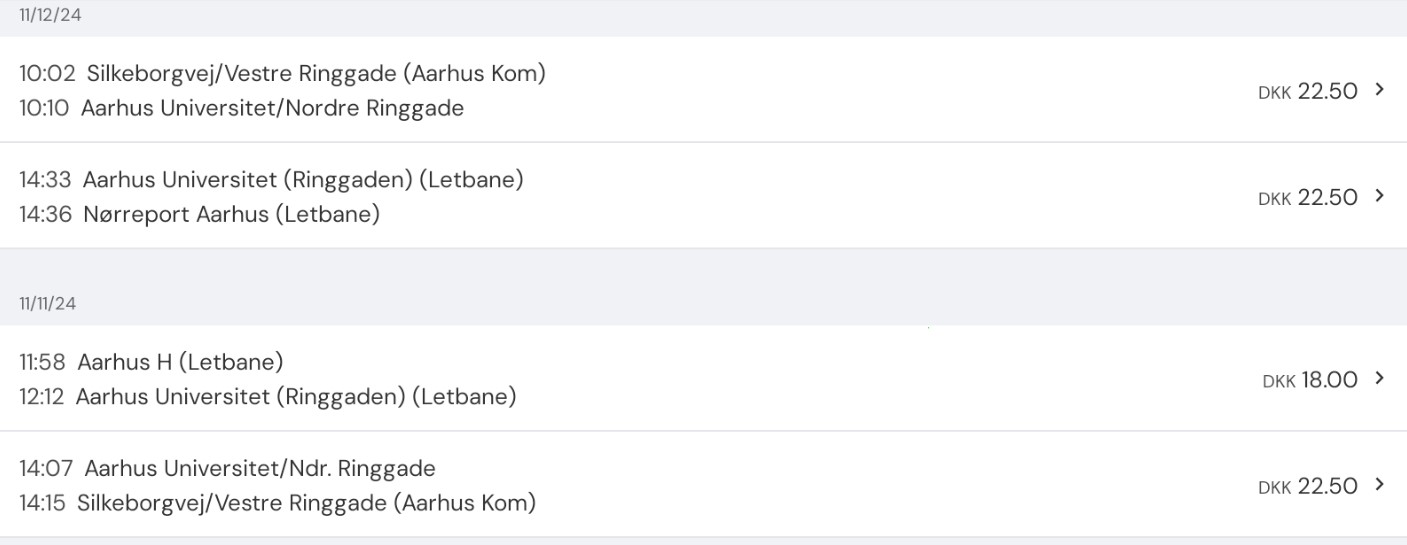 11/12/24
10:02 Silkeborgvej/Vestre Ringgade (Aarhus Kom)
10:10 Aarhus Universitet/Nordre Ringgade
DKK 22.50
14:33 Aarhus Universitet (Ringgaden) (Letbane)
14:36 Nørreport Aarhus (Letbane)
DKK 22.50
11/11/24
11:58 Aarhus H (Letbane)
12:12 Aarhus Universitet (Ringgaden) (Letbane)
DKK 18.00
14:07 Aarhus Universitet/Ndr. Ringgade
14:15 Silkeborgvej/Vestre Ringgade (Aarhus Kom)
DKK 22.50